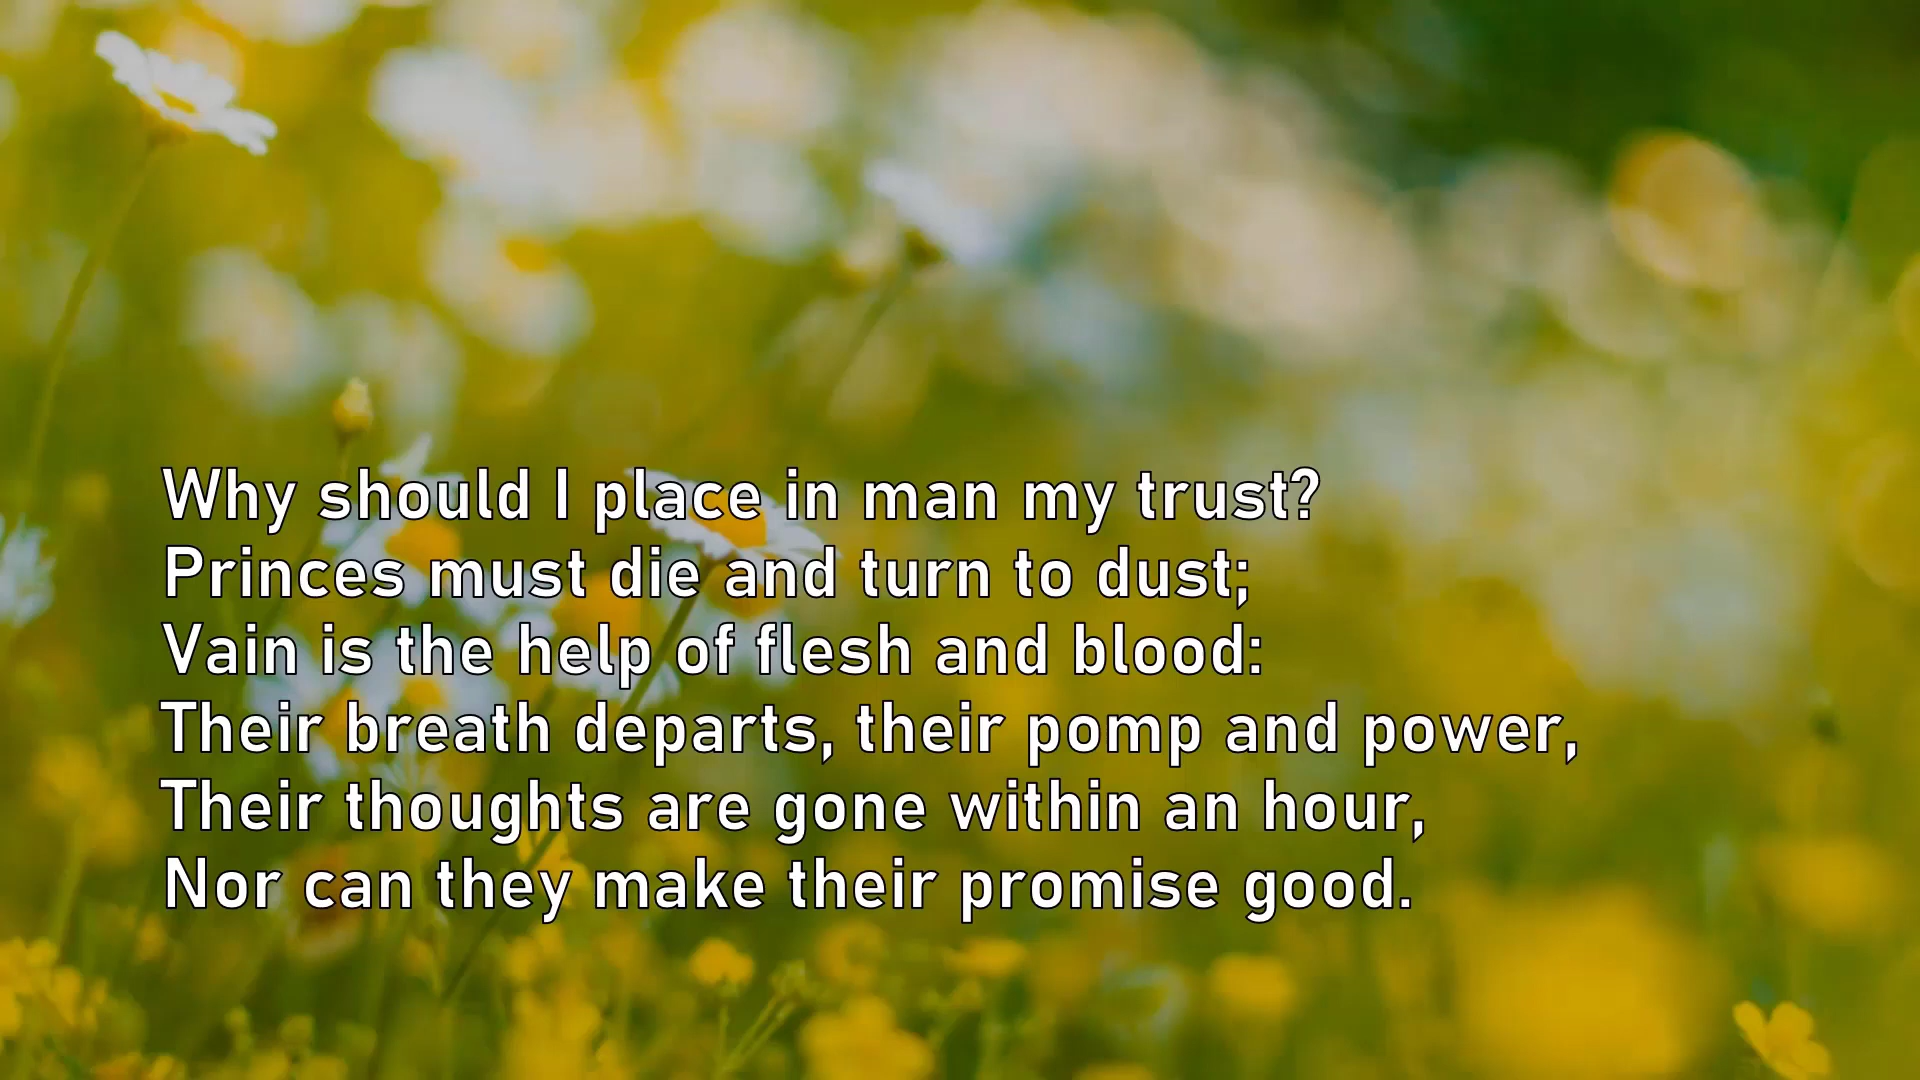 Why should I place in man my trust?
Princes must die and turn to dust;
Vain is the help of flesh and blood:
Their breath departs, their pomp and power,
Their thoughts are gone within an hour,
Nor can they make their promise good.